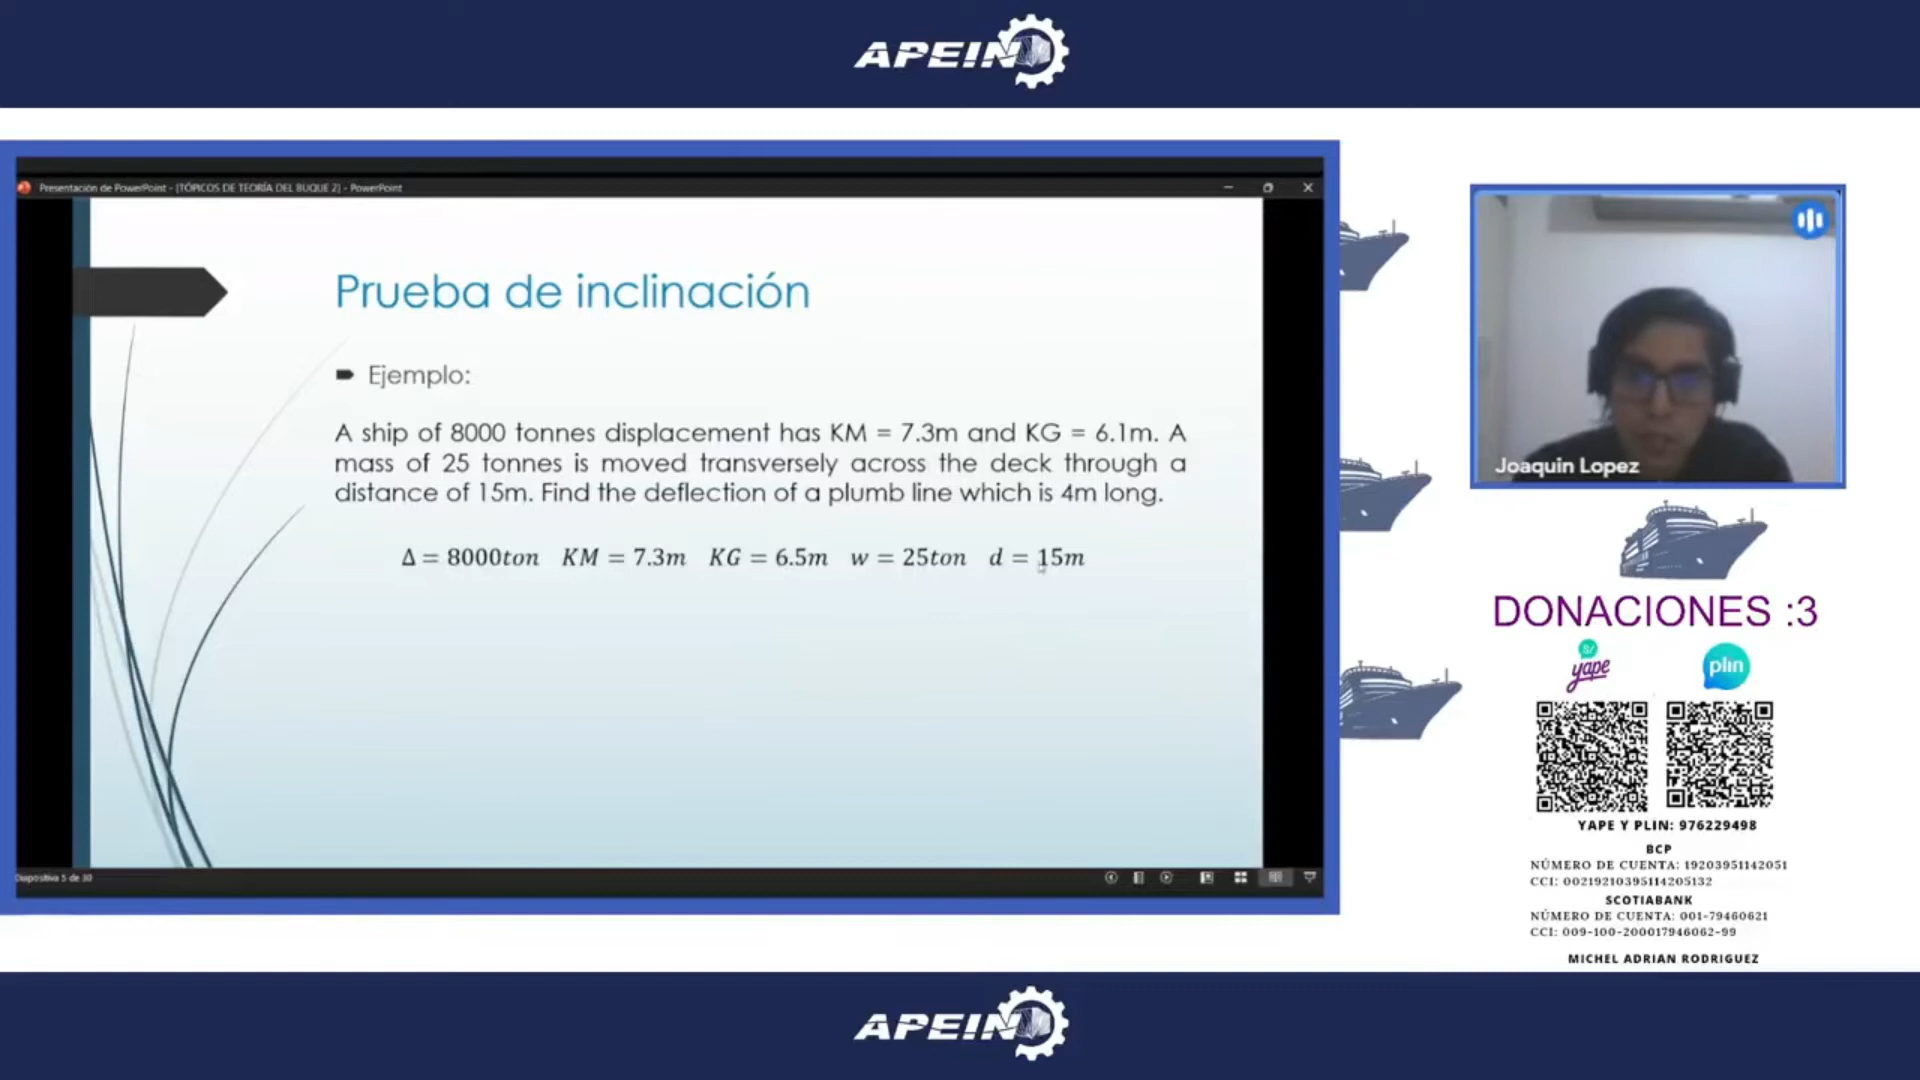 APEIN
Presentación de PowerPoint - [TÓPICOS DE TEORÍA DEL BUQUE 2] - PowerPoint
Prueba de inclinación
Ejemplo:
A ship of 8000 tonnes displacement has KM = 7.3m and KG = 6.1m. A
mass of 25 tonnes is moved transversely across the deck through a
distance of 15m. Find the deflection of a plumb line which is 4m long.
Δ = 8000ton KM = 7.3m KG = 6.5m w = 25ton d = 15m
Diapositiva 5 de 30
Joaquin Lopez
DONACIONES :3
S/
yape
plin
YAPE Y PLIN: 976229498
BCP
NÚMERO DE CUENTA: 19203951142051
CCI: 00219210395114205132
SCOTIABANK
NÚMERO DE CUENTA: 001-79460621
CCI: 009-100-200017946062-99
MICHEL ADRIAN RODRIGUEZ
APEIN